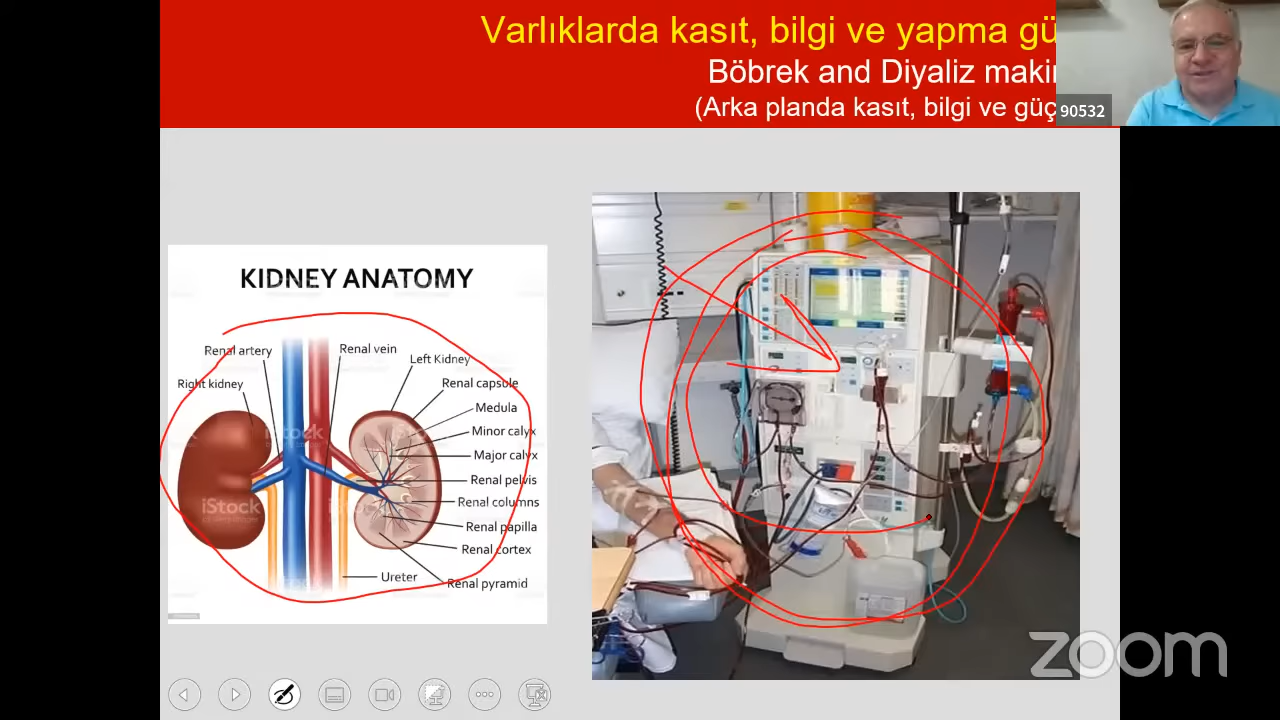 Varlıklarda kasıt, bilgi ve yapma gü
Böbrek and Diyaliz makin
(Arka planda kasıt, bilgi ve güç
90532
KIDNEY ANATOMY
Renal artery
Renal vein
Left Kidney
Right kidney
Renal capsule
Medula
Minor calyx
Major calyx
Renal pelvis
Renal columns
Renal papilla
Renal cortex
Ureter
Renal pyramid
iStock
iStock
iStock
zoom